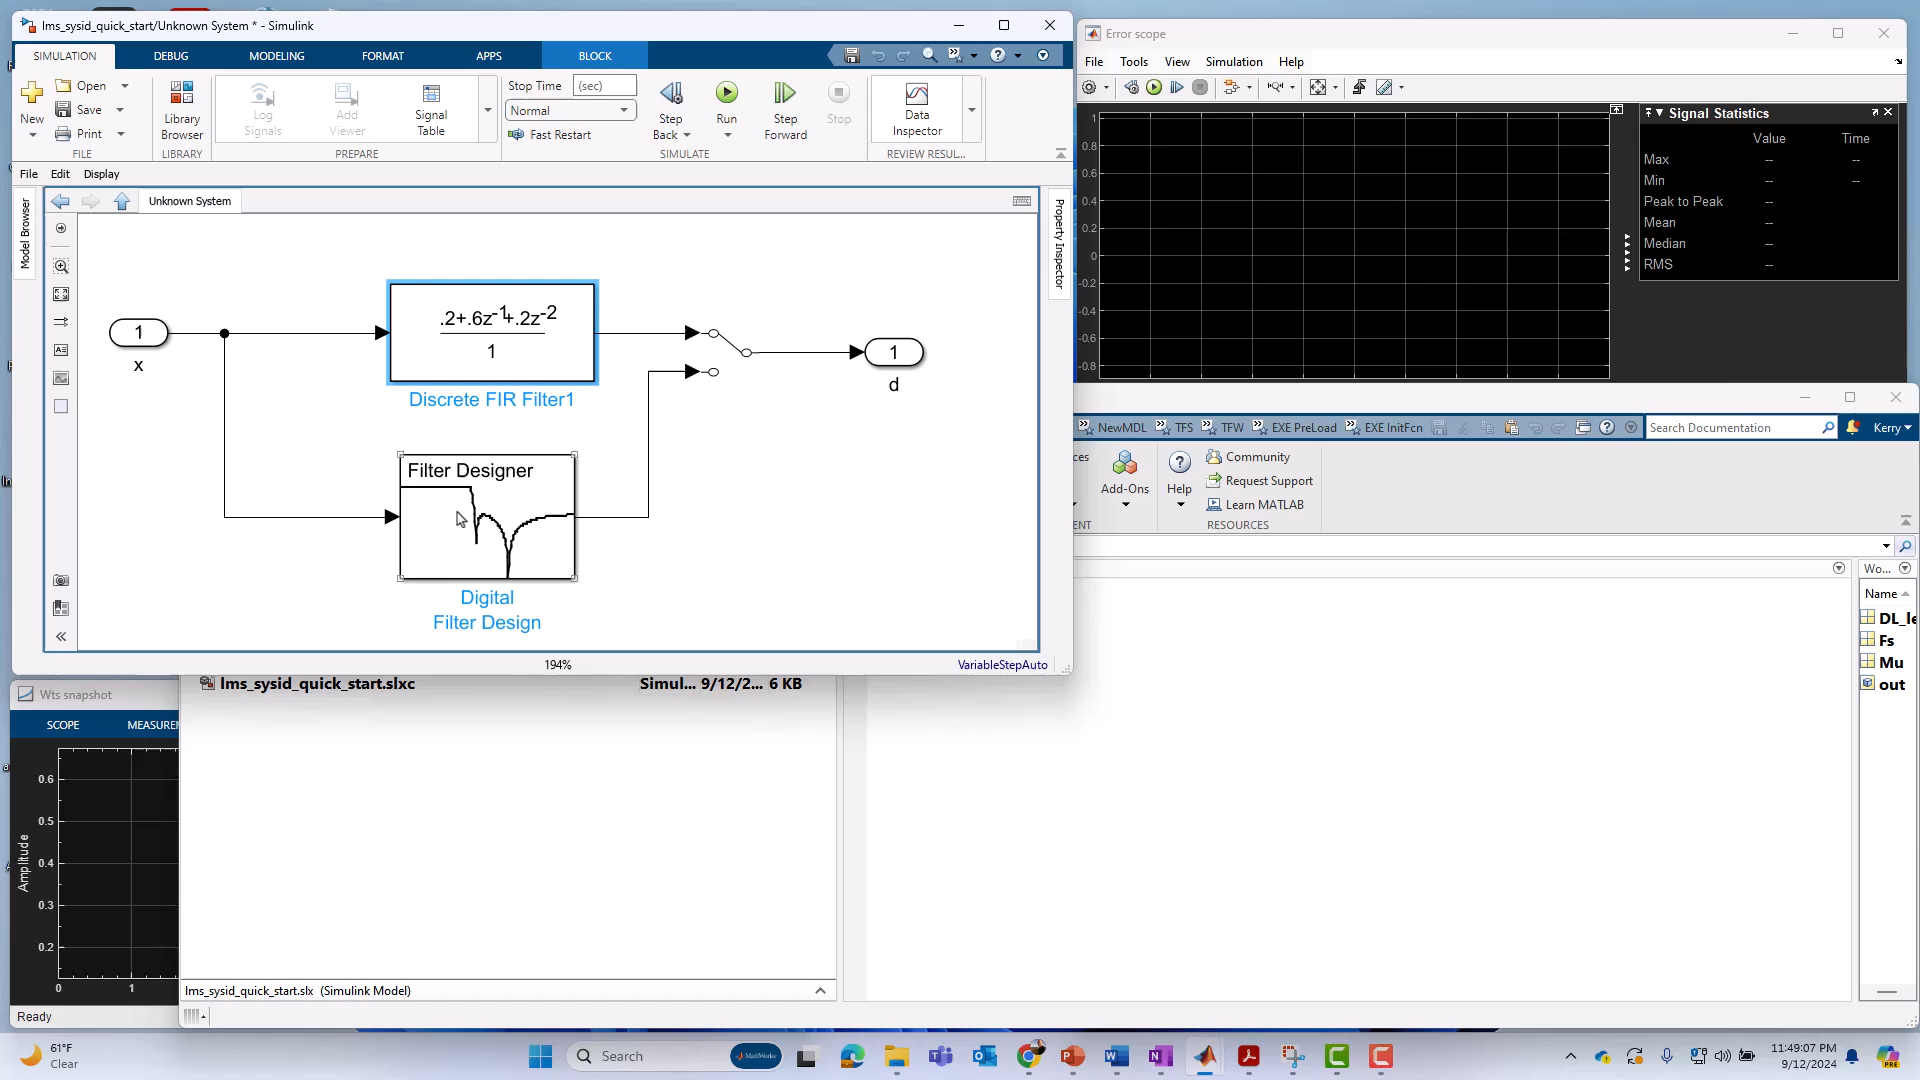 lms_sysid_quick_start/Unknown System * - Simulink
SIMULATION
DEBUG
MODELING
FORMAT
APPS
BLOCK
New
Open
Save
Print
FILE
Library
Browser
LIBRARY
Log
Signals
Add
Viewer
Signal
Table
PREPARE
Stop Time
(sec)
Normal
Fast Restart
Step
Back
Run
Step
Forward
Stop
SIMULATE
Data
Inspector
REVIEW RESUL...
File
Edit
Display
Model Browser
Unknown System
Property Inspector
1
x
.2+.6z-1+.2z-2
1
Discrete FIR Filter1
Filter Designer
Digital
Filter Design
1
d
194%
VariableStepAuto
Error scope
File
Tools
View
Simulation
Help
1
0.8
0.6
0.4
0.2
0
-0.2
-0.4
-0.6
-0.8
Signal Statistics
Value
Time
Max
--
--
Min
--
--
Peak to Peak
--
Mean
--
Median
--
RMS
--
NewMDL
TFS
TFW
EXE PreLoad
EXE InitFcn
Search Documentation
Kerry
ces
Add-Ons
Help
Community
Request Support
Learn MATLAB
ENT
RESOURCES
Wo...
Name
DL_le
Fs
Mu
out
lms_sysid_quick_start.slxc
Simul...
9/12/2...
6 KB
Wts snapshot
SCOPE
MEASUREM
Amplitude
0.6
0.5
0.4
0.3
0.2
0
1
Ready
lms_sysid_quick_start.slx (Simulink Model)
61°F
Clear
Search
MathWorks
11:49:07 PM
9/12/2024
PRE